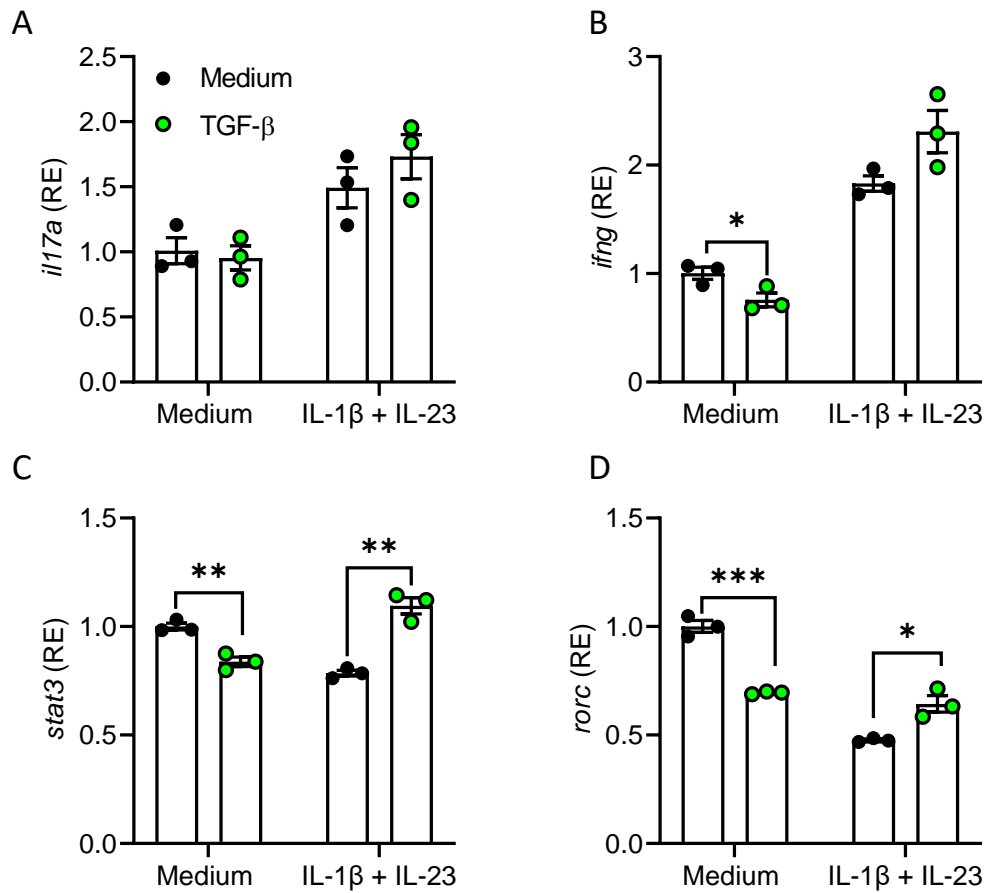 A
il17a (RE)
2.5
2.0
1.5
1.0
0.5
0.0
Medium
TGF-β
Medium
IL-1β + IL-23
B
ifng (RE)
3
2
1
0
*
Medium
IL-1β + IL-23
C
stat3 (RE)
1.5
1.0
0.5
0.0
**
**
Medium
IL-1β + IL-23
D
rorc (RE)
1.5
1.0
0.5
0.0
***
*
Medium
IL-1β + IL-23